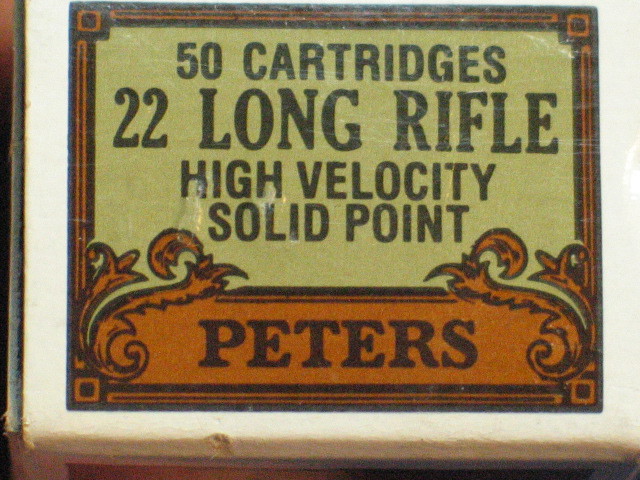 50 CARTRIDGES
22 LONG RIFLE
HIGH VELOCITY
SOLID POINT
PETERS